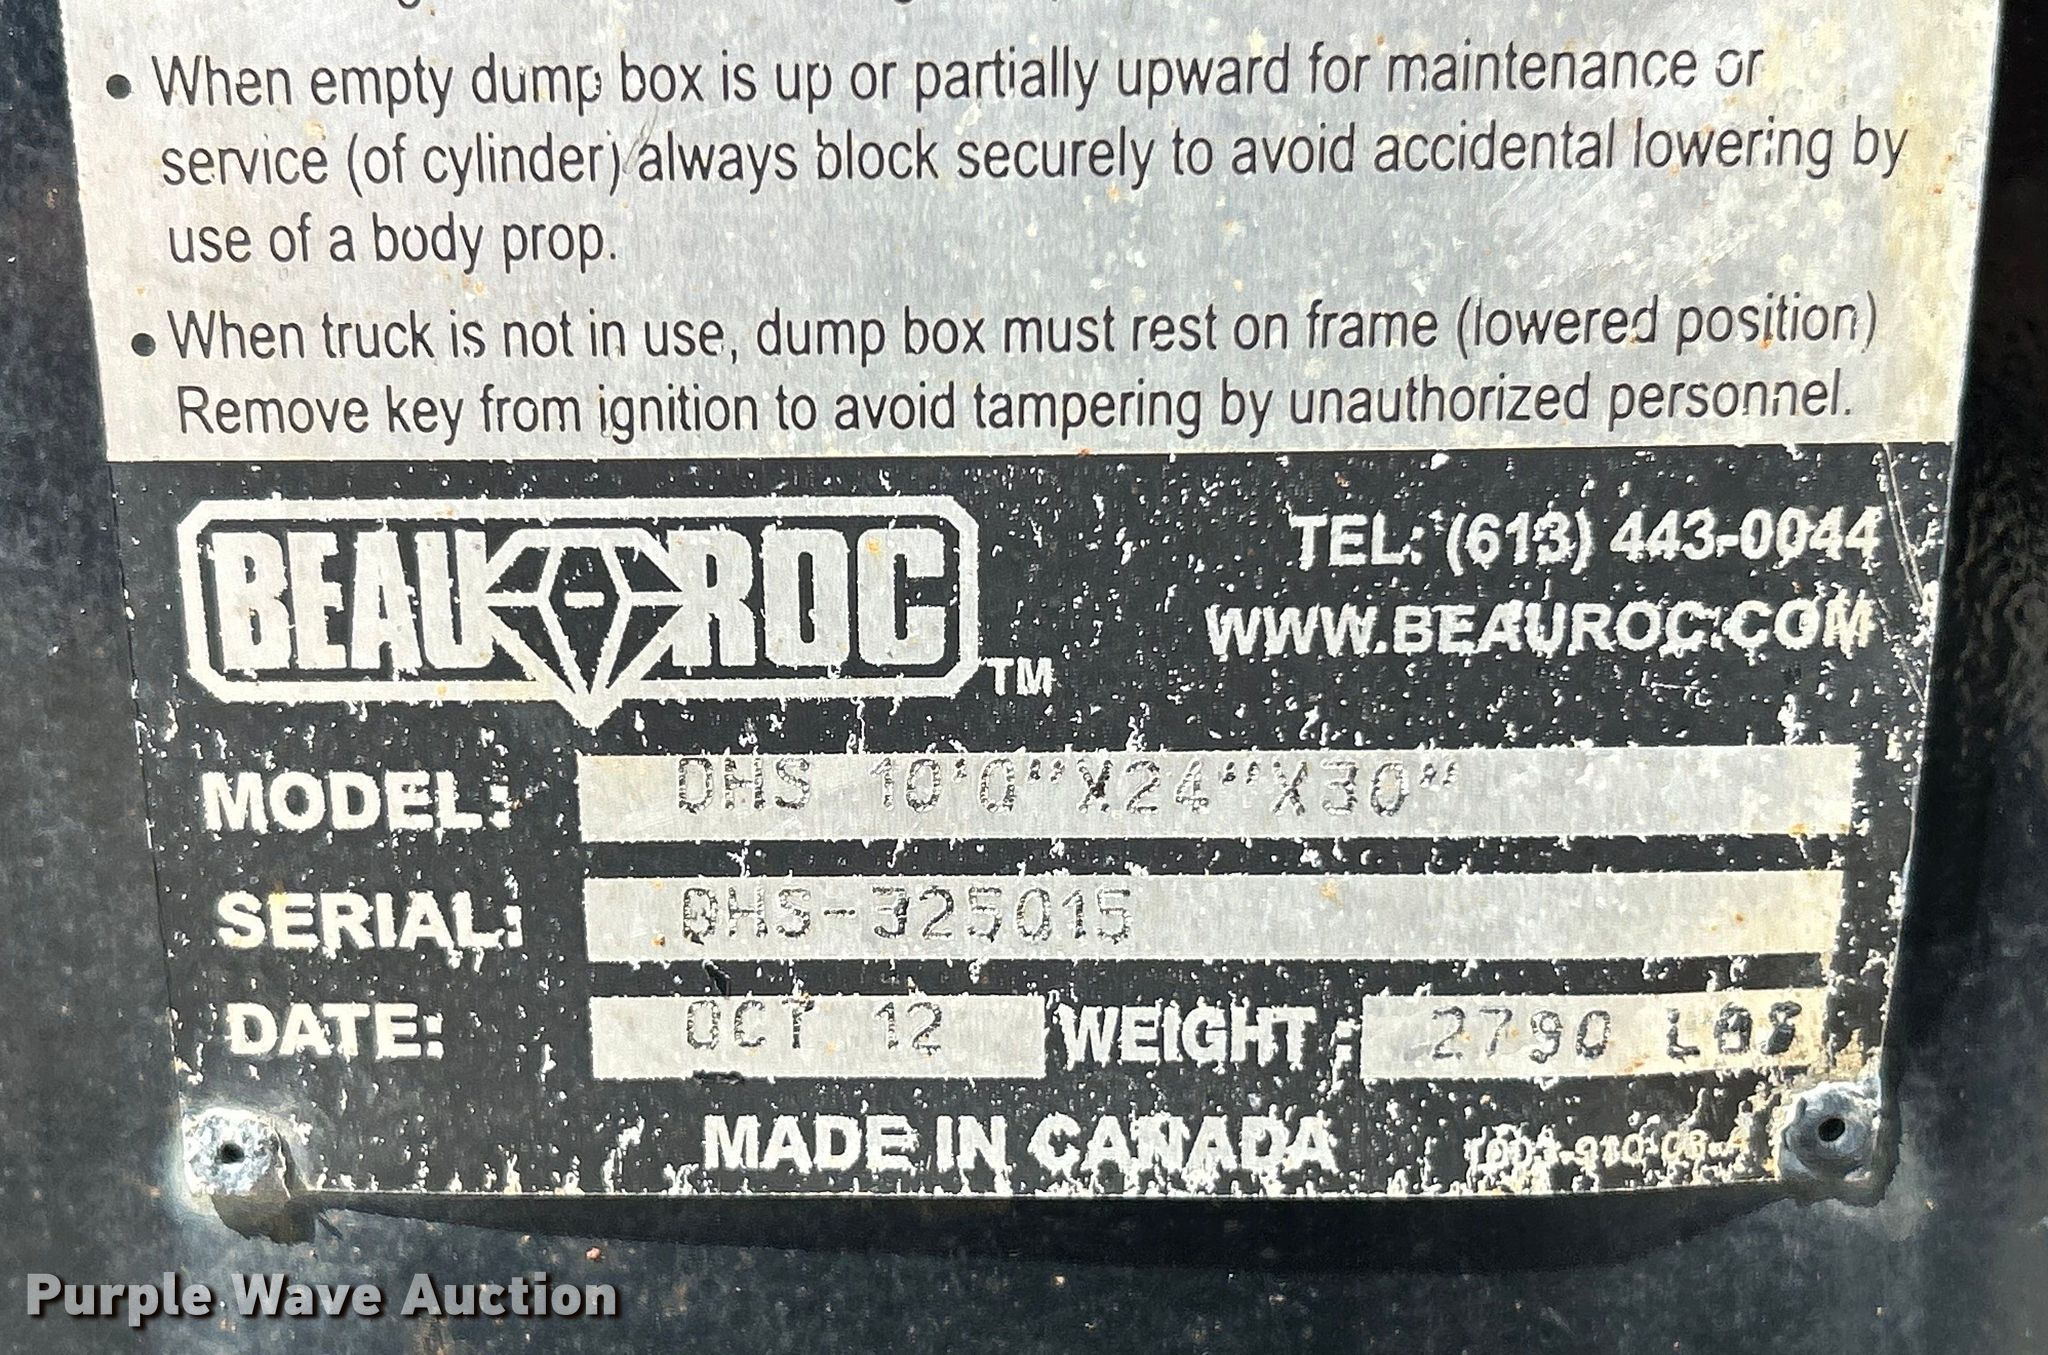 • When empty dump box is up or partially upward for maintenance or
service (of cylinder) always block securely to avoid accidental lowering by
use of a body prop.
• When truck is not in use, dump box must rest on frame (lowered position)
Remove key from ignition to avoid tampering by unauthorized personnel.
BEAU-ROC TM
TEL: (613) 443-0044
WWW.BEAUROC.COM
MODEL: DHS 10'0"X24"X30"
SERIAL: DHS-325015
DATE: OCT 12 WEIGHT: 2790 LBS
MADE IN CANADA
Purple Wave Auction